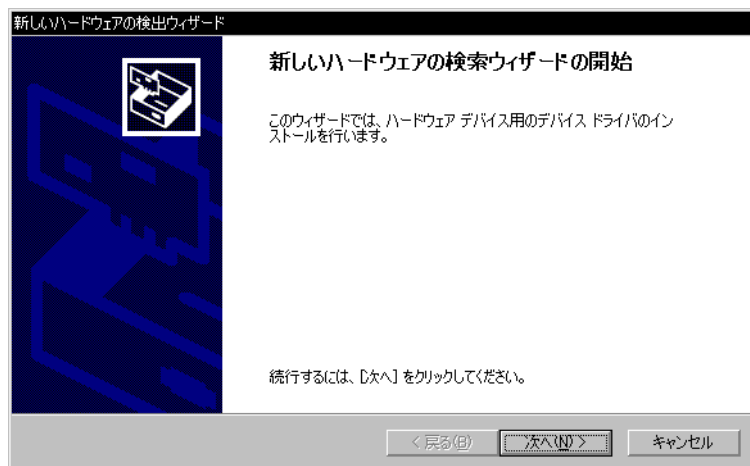 新しいハードウェアの検出ウィザード
新しいハードウェアの検索ウィザードの開始
このウィザードでは、ハードウェア デバイス用のデバイス ドライバのイン
ストールを行います。
続行するには、[次へ] をクリックしてください。
< 戻る(B) 次へ(N) > キャンセル